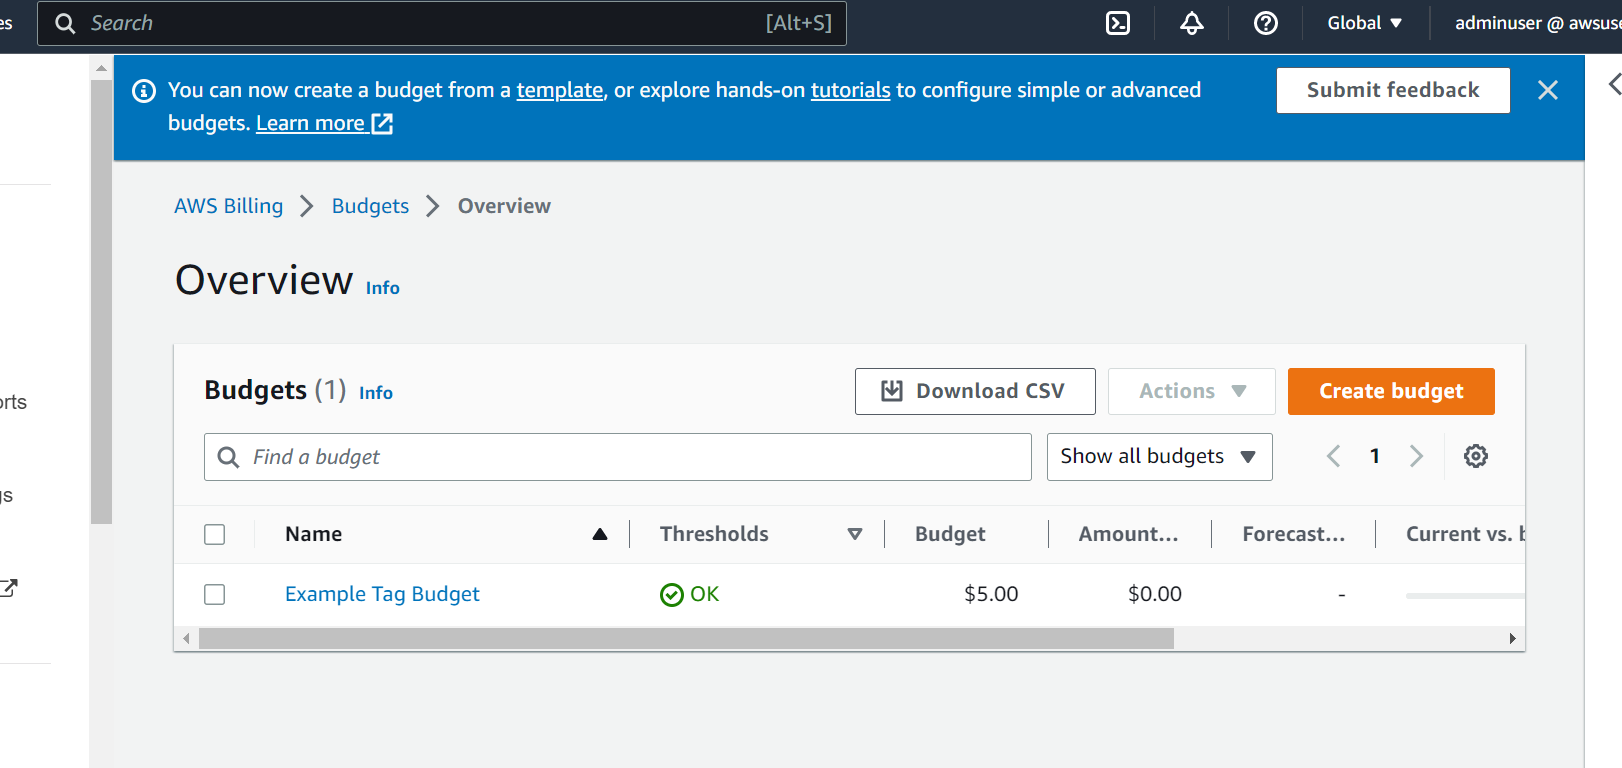 es
Search [Alt+S]
Global
adminuser @ awsuse
You can now create a budget from a template, or explore hands-on tutorials to configure simple or advanced
budgets. Learn more
Submit feedback
AWS Billing Budgets Overview
Overview Info
Budgets (1) Info
Download CSV
Actions
Create budget
Find a budget
Show all budgets
1
Name Thresholds Budget Amount... Forecast... Current vs. b
Example Tag Budget OK $5.00 $0.00 -
orts
gs